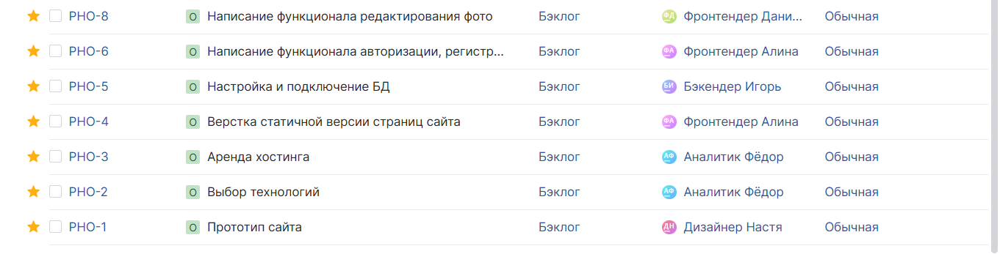 PHO-8 О Написание функционала редактирования фото Бэклог ФД Фронтендер Дани... Обычная
PHO-6 О Написание функционала авторизации, регистр... Бэклог ФА Фронтендер Алина Обычная
PHO-5 О Настройка и подключение БД Бэклог БИ Бэкендер Игорь Обычная
PHO-4 О Верстка статичной версии страниц сайта Бэклог ФА Фронтендер Алина Обычная
PHO-3 О Аренда хостинга Бэклог АФ Аналитик Фёдор Обычная
PHO-2 О Выбор технологий Бэклог АФ Аналитик Фёдор Обычная
PHO-1 О Прототип сайта Бэклог ДН Дизайнер Настя Обычная